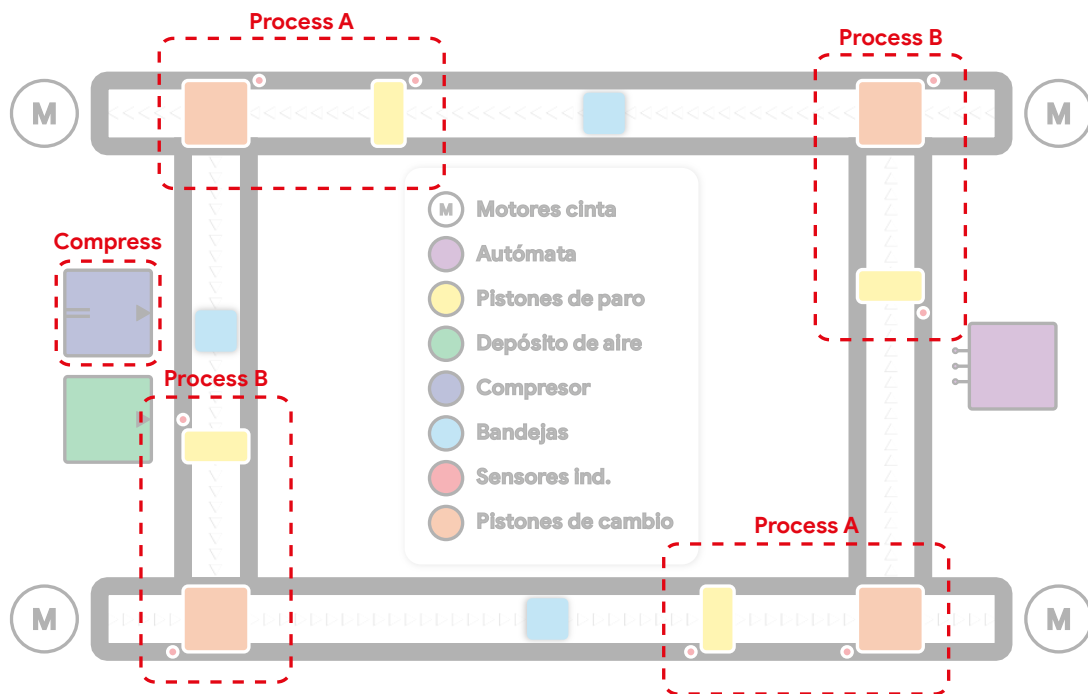 Process A
Process B
M
M
Compress
M Motores cinta
Autómata
Pistones de paro
Depósito de aire
Compresor
Bandejas
Sensores ind.
Pistones de cambio
Process B
Process A
M
M